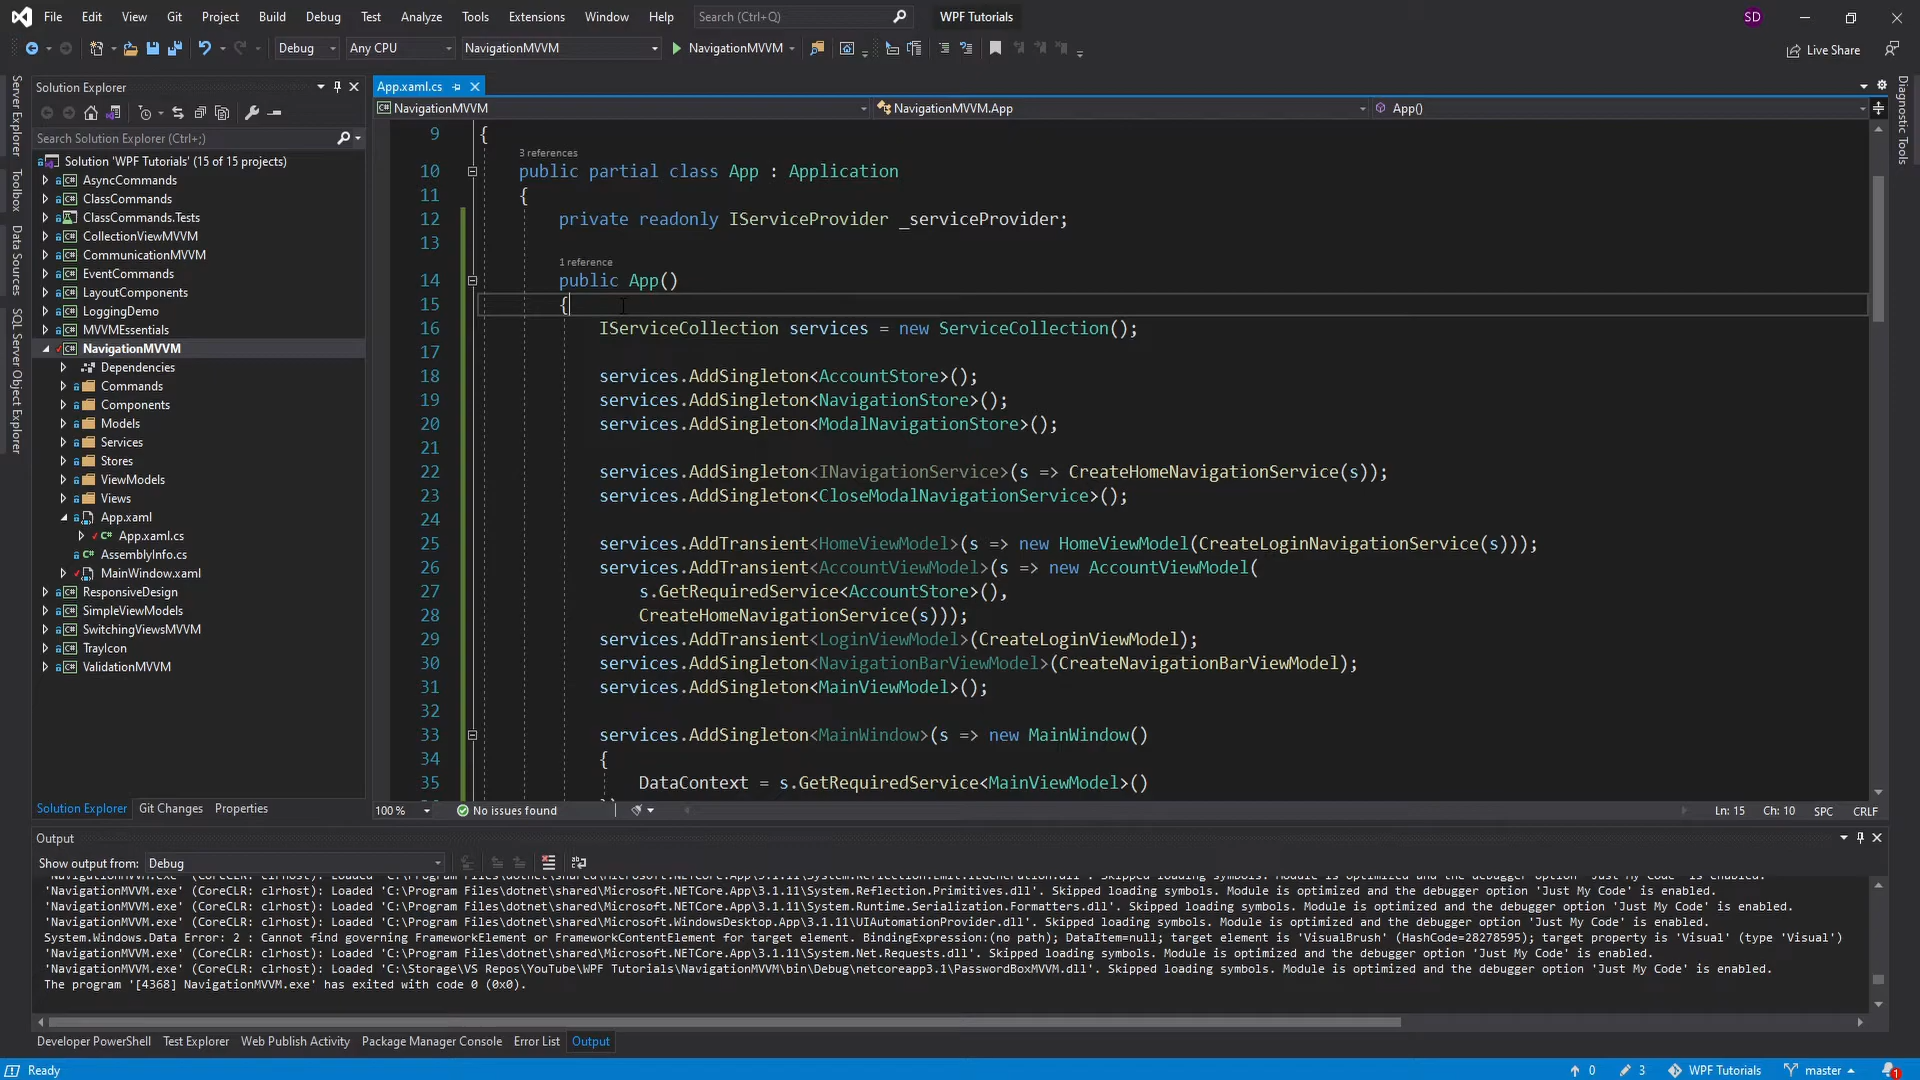 File Edit View Git Project Build Debug Test Analyze Tools Extensions Window Help Search (Ctrl+Q) WPF Tutorials SD
Debug Any CPU NavigationMVVM NavigationMVVM Live Share
Server Explorer
Toolbox
Data Sources
SQL Server Object Explorer
Solution Explorer
Search Solution Explorer (Ctrl+;)
Solution 'WPF Tutorials' (15 of 15 projects)
AsyncCommands
ClassCommands
ClassCommands.Tests
CollectionViewMVVM
CommunicationMVVM
EventCommands
LayoutComponents
LoggingDemo
MVVMEssentials
NavigationMVVM
Dependencies
Commands
Components
Models
Services
Stores
ViewModels
Views
App.xaml
App.xaml.cs
AssemblyInfo.cs
MainWindow.xaml
ResponsiveDesign
SimpleViewModels
SwitchingViewsMVVM
TrayIcon
ValidationMVVM
Solution Explorer Git Changes Properties
App.xaml.cs
NavigationMVVM NavigationMVVM.App App()
9 {
3 references
10 public partial class App : Application
11 {
12 private readonly IServiceProvider _serviceProvider;
13
1 reference
14 public App()
15 {
16 IServiceCollection services = new ServiceCollection();
17
18 services.AddSingleton<AccountStore>();
19 services.AddSingleton<NavigationStore>();
20 services.AddSingleton<ModalNavigationStore>();
21
22 services.AddSingleton<INavigationService>(s => CreateHomeNavigationService(s));
23 services.AddSingleton<CloseModalNavigationService>();
24
25 services.AddTransient<HomeViewModel>(s => new HomeViewModel(CreateLoginNavigationService(s)));
26 services.AddTransient<AccountViewModel>(s => new AccountViewModel(
27 s.GetRequiredService<AccountStore>(),
28 CreateHomeNavigationService(s)));
29 services.AddTransient<LoginViewModel>(CreateLoginViewModel);
30 services.AddSingleton<NavigationBarViewModel>(CreateNavigationBarViewModel);
31 services.AddSingleton<MainViewModel>();
32
33 services.AddSingleton<MainWindow>(s => new MainWindow()
34 {
35 DataContext = s.GetRequiredService<MainViewModel>()
100 % No issues found Ln: 15 Ch: 10 SPC CRLF
Diagnostic Tools
Output
Show output from: Debug
'NavigationMVVM.exe' (CoreCLR: clrhost): Loaded 'C:\Program Files\dotnet\shared\Microsoft.NETCore.App\3.1.11\System.Reflection.Primitives.dll'. Skipped loading symbols. Module is optimized and the debugger option 'Just My Code' is enabled.
'NavigationMVVM.exe' (CoreCLR: clrhost): Loaded 'C:\Program Files\dotnet\shared\Microsoft.NETCore.App\3.1.11\System.Runtime.Serialization.Formatters.dll'. Skipped loading symbols. Module is optimized and the debugger option 'Just My Code' is enabled.
'NavigationMVVM.exe' (CoreCLR: clrhost): Loaded 'C:\Program Files\dotnet\shared\Microsoft.WindowsDesktop.App\3.1.11\UIAutomationProvider.dll'. Skipped loading symbols. Module is optimized and the debugger option 'Just My Code' is enabled.
System.Windows.Data Error: 2 : Cannot find governing FrameworkElement or FrameworkContentElement for target element. BindingExpression:(no path); DataItem=null; target element is 'VisualBrush' (HashCode=28278595); target property is 'Visual' (type 'Visual')
'NavigationMVVM.exe' (CoreCLR: clrhost): Loaded 'C:\Program Files\dotnet\shared\Microsoft.NETCore.App\3.1.11\System.Net.Requests.dll'. Skipped loading symbols. Module is optimized and the debugger option 'Just My Code' is enabled.
'NavigationMVVM.exe' (CoreCLR: clrhost): Loaded 'C:\Storage\VS Repos\YouTube\WPF Tutorials\NavigationMVVM\bin\Debug\netcoreapp3.1\PasswordBoxMVVM.dll'. Skipped loading symbols. Module is optimized and the debugger option 'Just My Code' is enabled.
The program '[4368] NavigationMVVM.exe' has exited with code 0 (0x0).
Developer PowerShell Test Explorer Web Publish Activity Package Manager Console Error List Output
Ready 0 3 WPF Tutorials master 1